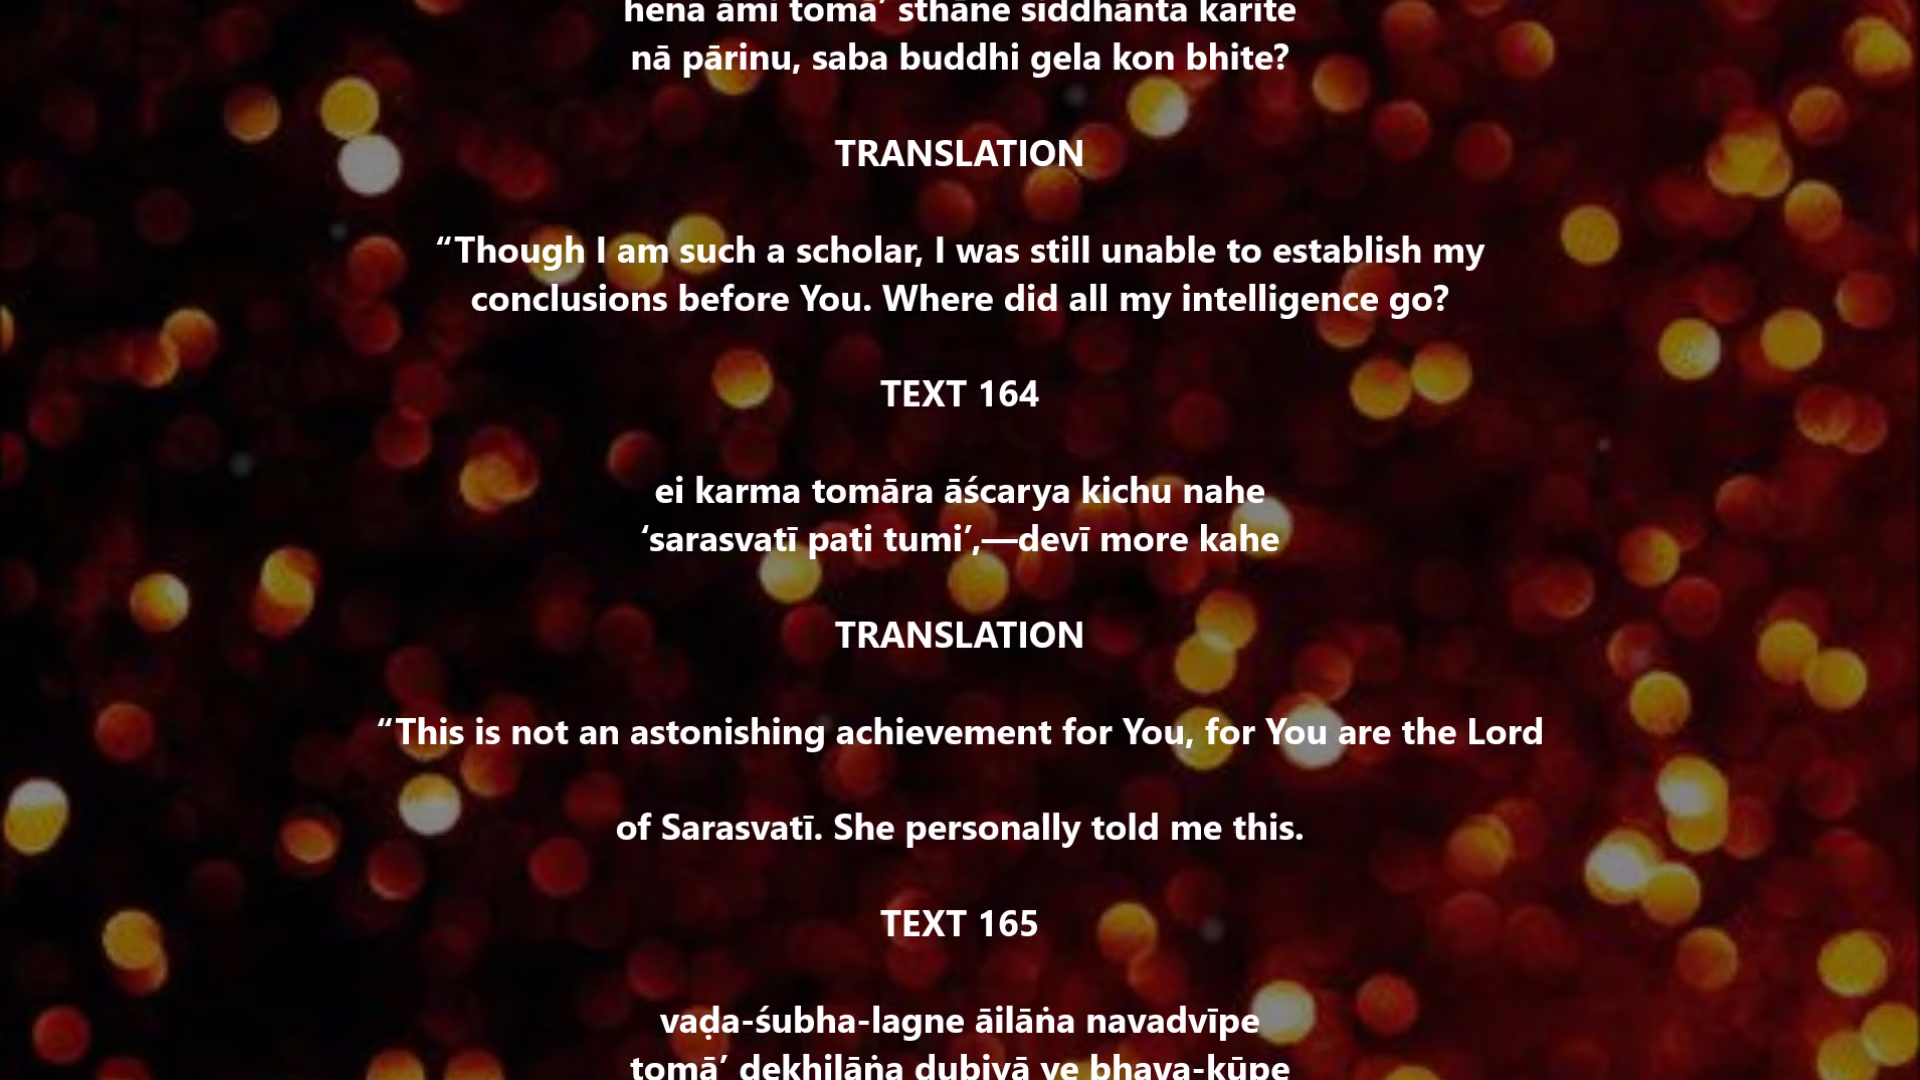 hena āmi tomā’ sthāne siddhānta karite
nā pārinu, saba buddhi gela kon bhite?
TRANSLATION
“Though I am such a scholar, I was still unable to establish my
conclusions before You. Where did all my intelligence go?
TEXT 164
ei karma tomāra āścarya kichu nahe
‘sarasvatī pati tumi’,—devī more kahe
TRANSLATION
“This is not an astonishing achievement for You, for You are the Lord
of Sarasvatī. She personally told me this.
TEXT 165
vaḍa-śubha-lagne āilāṅa navadvīpe
tomā’ dekhilāṅa dubiyā ye bhava-kūpe